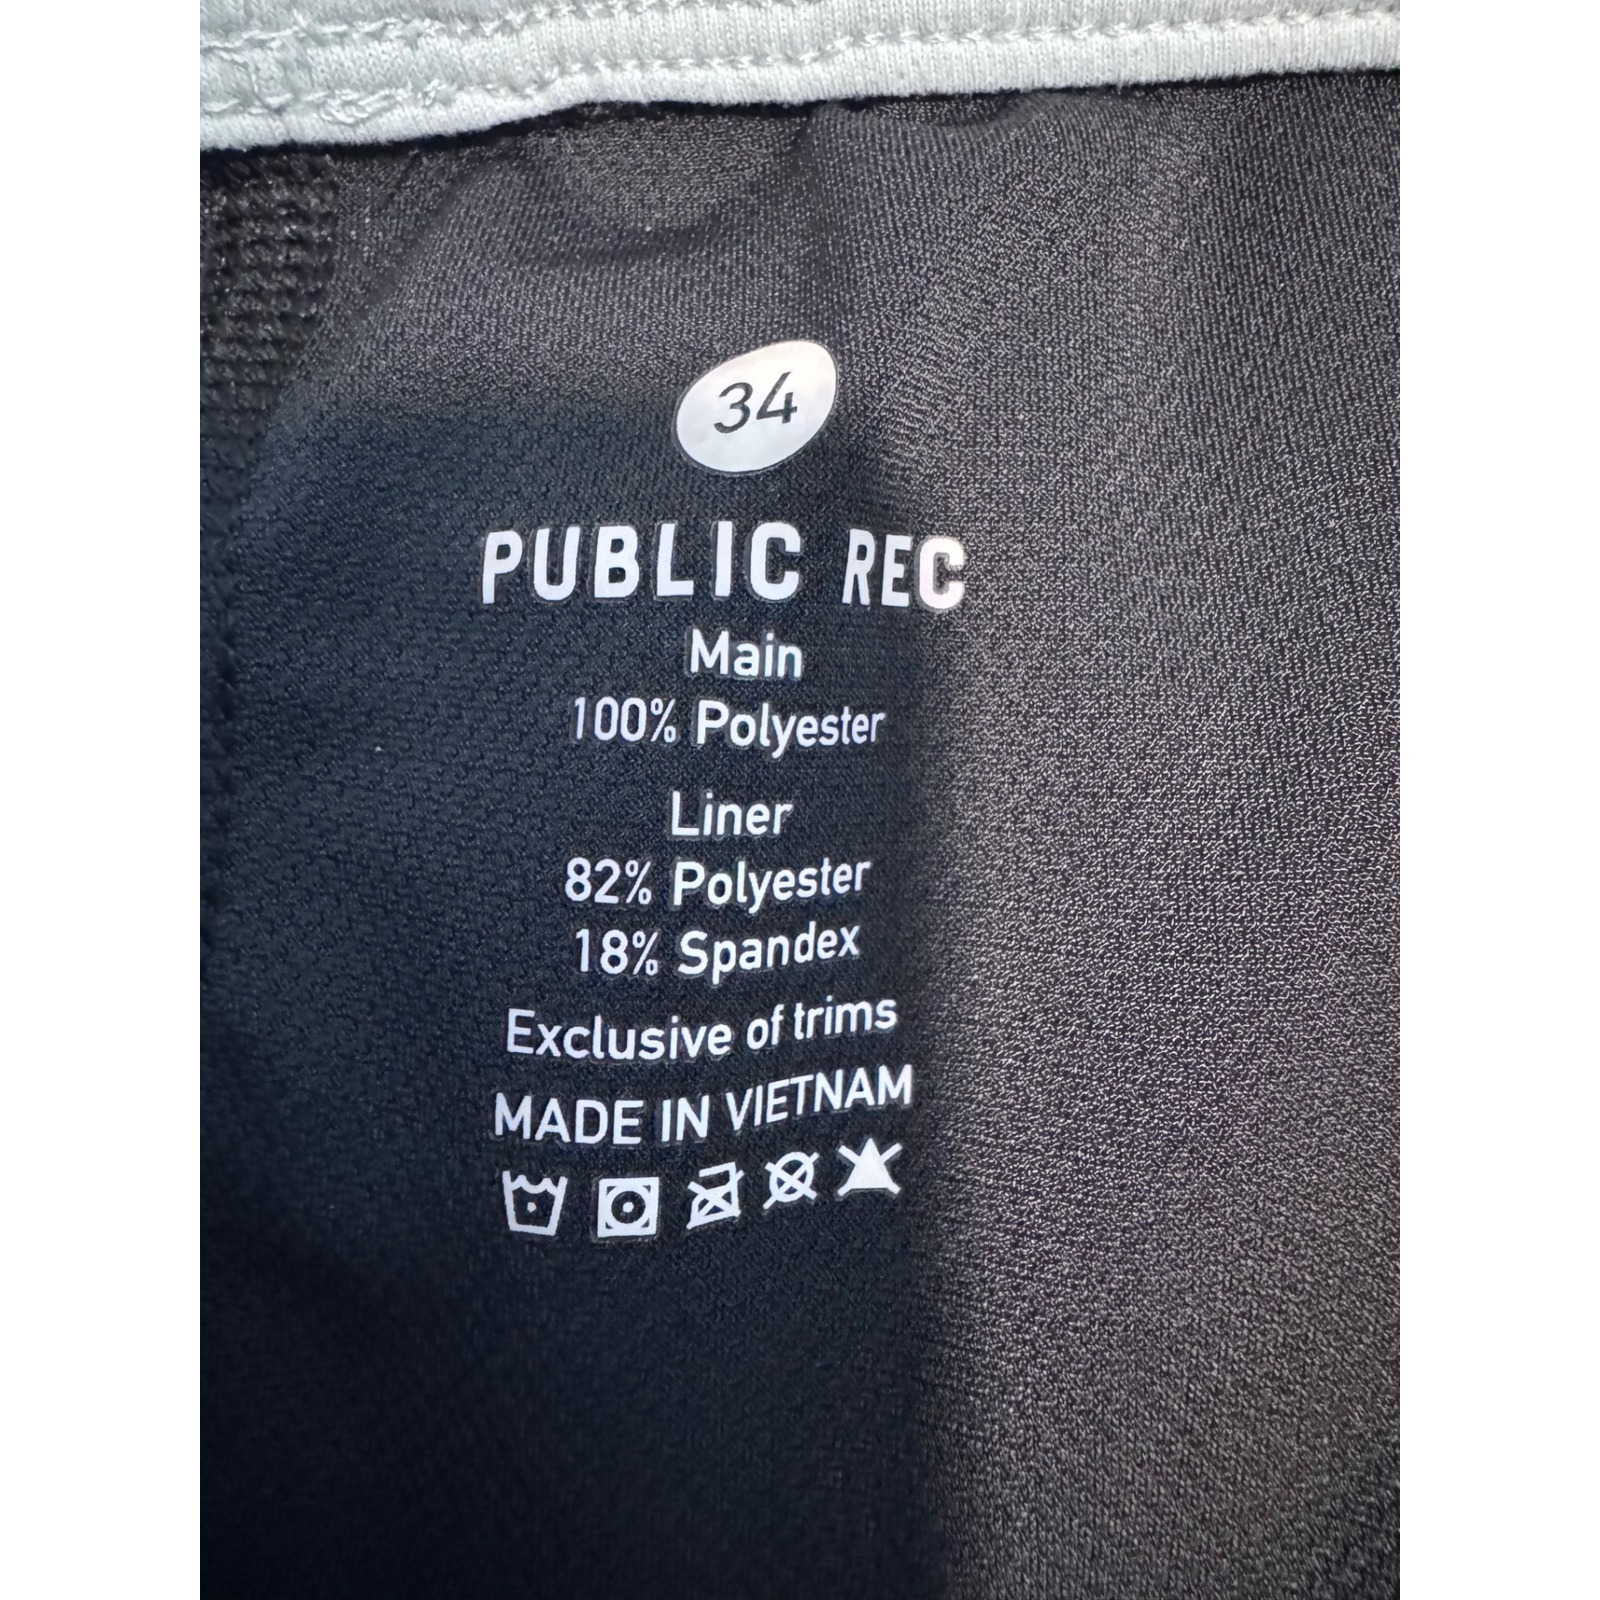 34
PUBLIC REC
Main
100% Polyester
Liner
82% Polyester
18% Spandex
Exclusive of trims
MADE IN VIETNAM